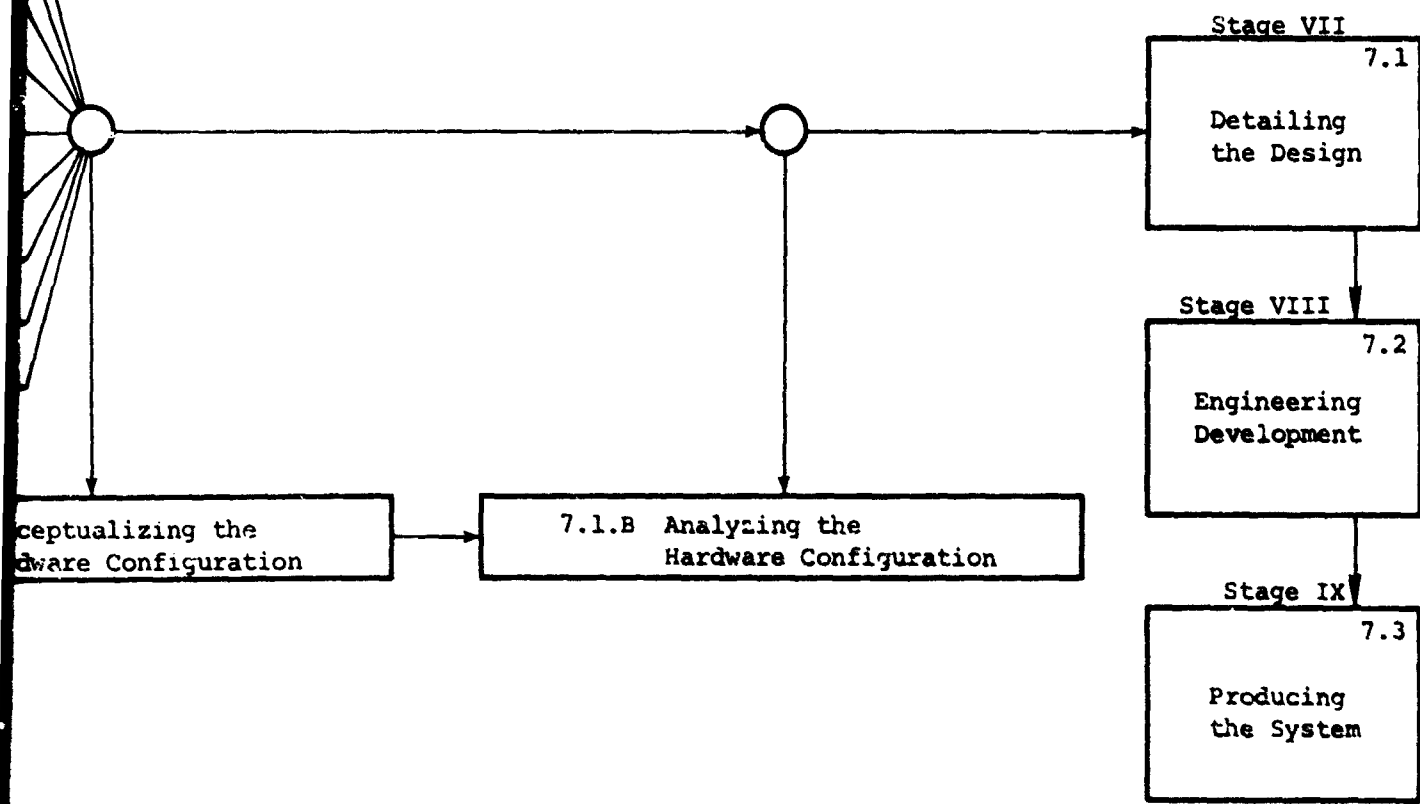 Stage VII
7.1
Detailing
the Design
Stage VIII
7.2
Engineering
Development
ceptualizing the
dware Configuration
7.1.B Analyzing the
Hardware Configuration
Stage IX
7.3
Producing
the System